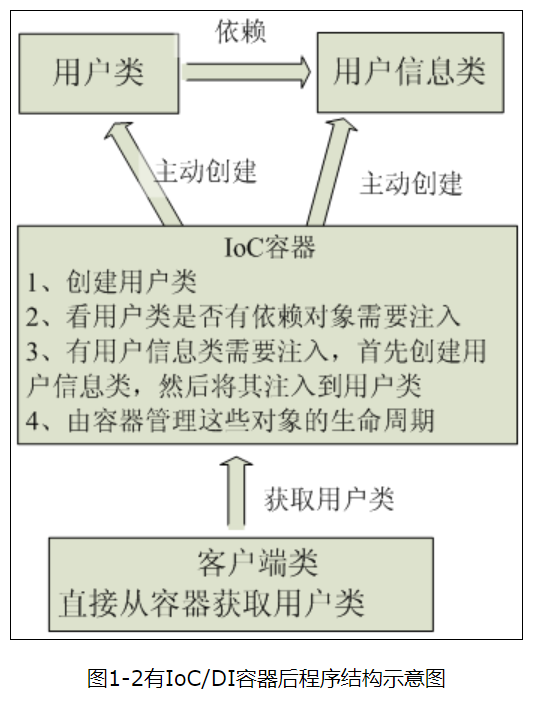 依赖
用户类
用户信息类
主动创建
主动创建
IoC容器
1、创建用户类
2、看用户类是否有依赖对象需要注入
3、有用户信息类需要注入，首先创建用
户信息类，然后将其注入到用户类
4、由容器管理这些对象的生命周期
获取用户类
客户端类
直接从容器获取用户类
图1-2有IoC/DI容器后程序结构示意图